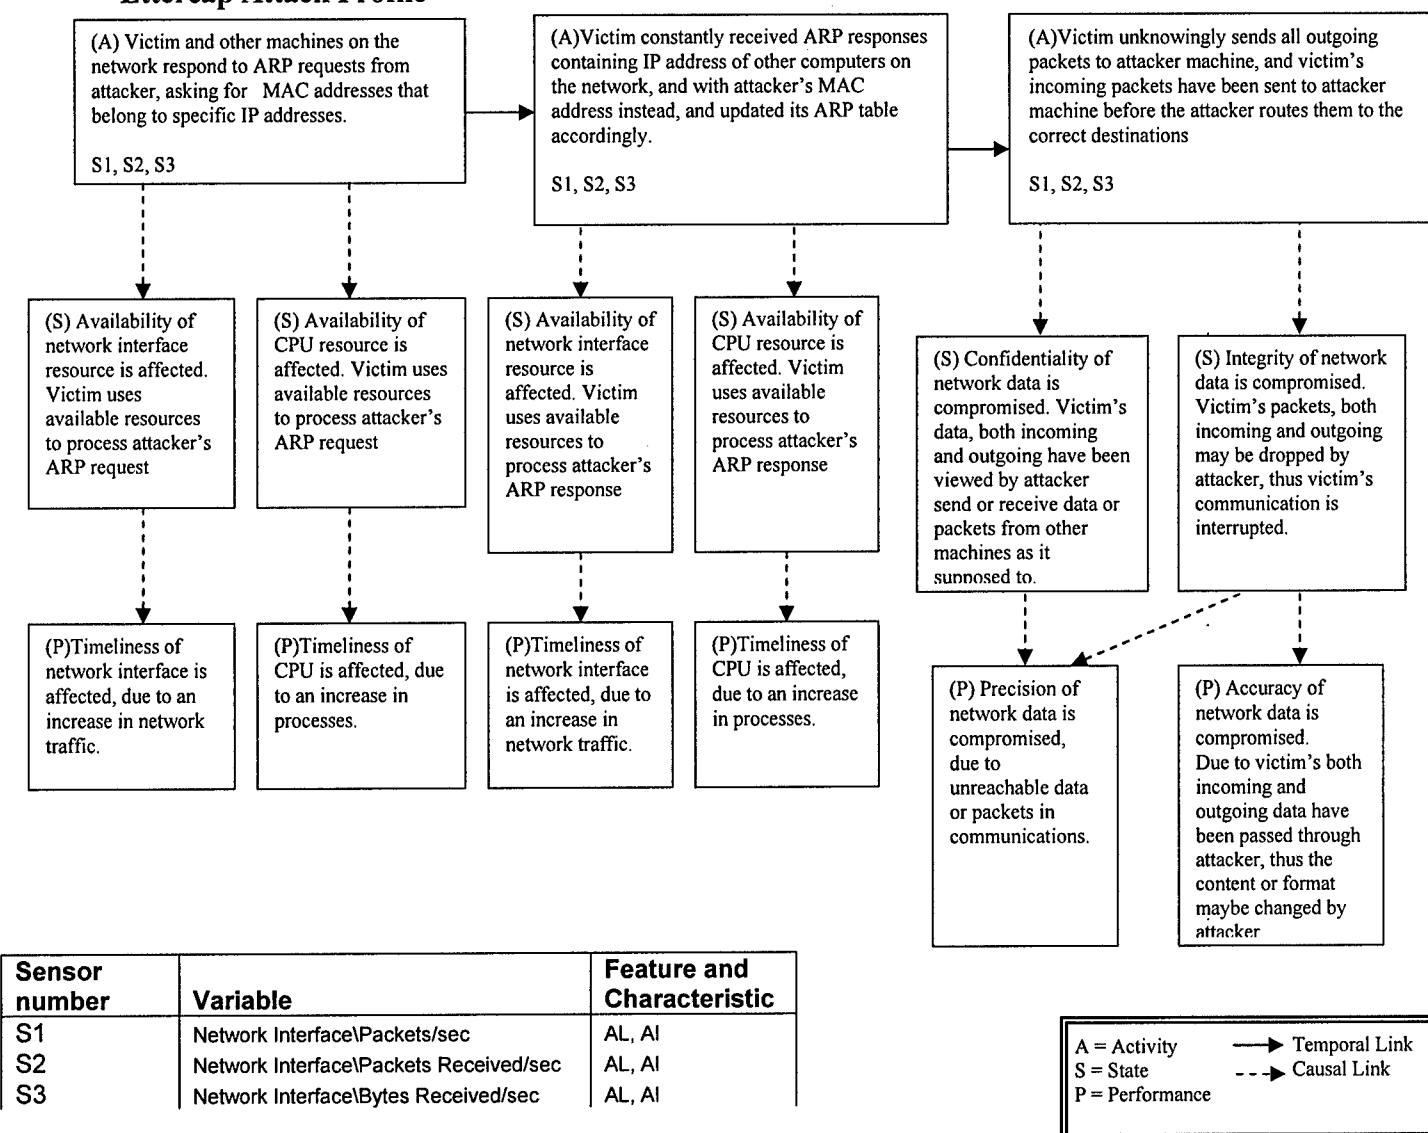 Ettercap Attack Profile
(A) Victim and other machines on the
network respond to ARP requests from
attacker, asking for MAC addresses that
belong to specific IP addresses.
S1, S2, S3
(A)Victim constantly received ARP responses
containing IP address of other computers on
the network, and with attacker's MAC
address instead, and updated its ARP table
accordingly.
S1, S2, S3
(A)Victim unknowingly sends all outgoing
packets to attacker machine, and victim's
incoming packets have been sent to attacker
machine before the attacker routes them to the
correct destinations
S1, S2, S3
(S) Availability of
network interface
resource is affected.
Victim uses
available resources
to process attacker's
ARP request
(S) Availability of
CPU resource is
affected. Victim uses
available resources
to process attacker's
ARP request
(S) Availability of
network interface
resource is
affected. Victim
uses available
resources to
process attacker's
ARP response
(S) Availability of
CPU resource is
affected. Victim
uses available
resources to
process attacker's
ARP response
(S) Confidentiality of
network data is
compromised. Victim's
data, both incoming
and outgoing have been
viewed by attacker
send or receive data or
packets from other
machines as it
supposed to.
(S) Integrity of network
data is compromised.
Victim's packets, both
incoming and outgoing
may be dropped by
attacker, thus victim's
communication is
interrupted.
(P)Timeliness of
network interface is
affected, due to an
increase in network
traffic.
(P)Timeliness of
CPU is affected, due
to an increase in
processes.
(P)Timeliness of
network interface
is affected, due to
an increase in
network traffic.
(P)Timeliness of
CPU is affected,
due to an increase
in processes.
(P) Precision of
network data is
compromised,
due to
unreachable data
or packets in
communications.
(P) Accuracy of
network data is
compromised.
Due to victim's both
incoming and
outgoing data have
been passed through
attacker, thus the
content or format
maybe changed by
attacker
Sensor number Variable Feature and Characteristic
S1 Network Interface\Packets/sec AL, AI
S2 Network Interface\Packets Received/sec AL, AI
S3 Network Interface\Bytes Received/sec AL, AI
A = Activity Temporal Link
S = State Causal Link
P = Performance